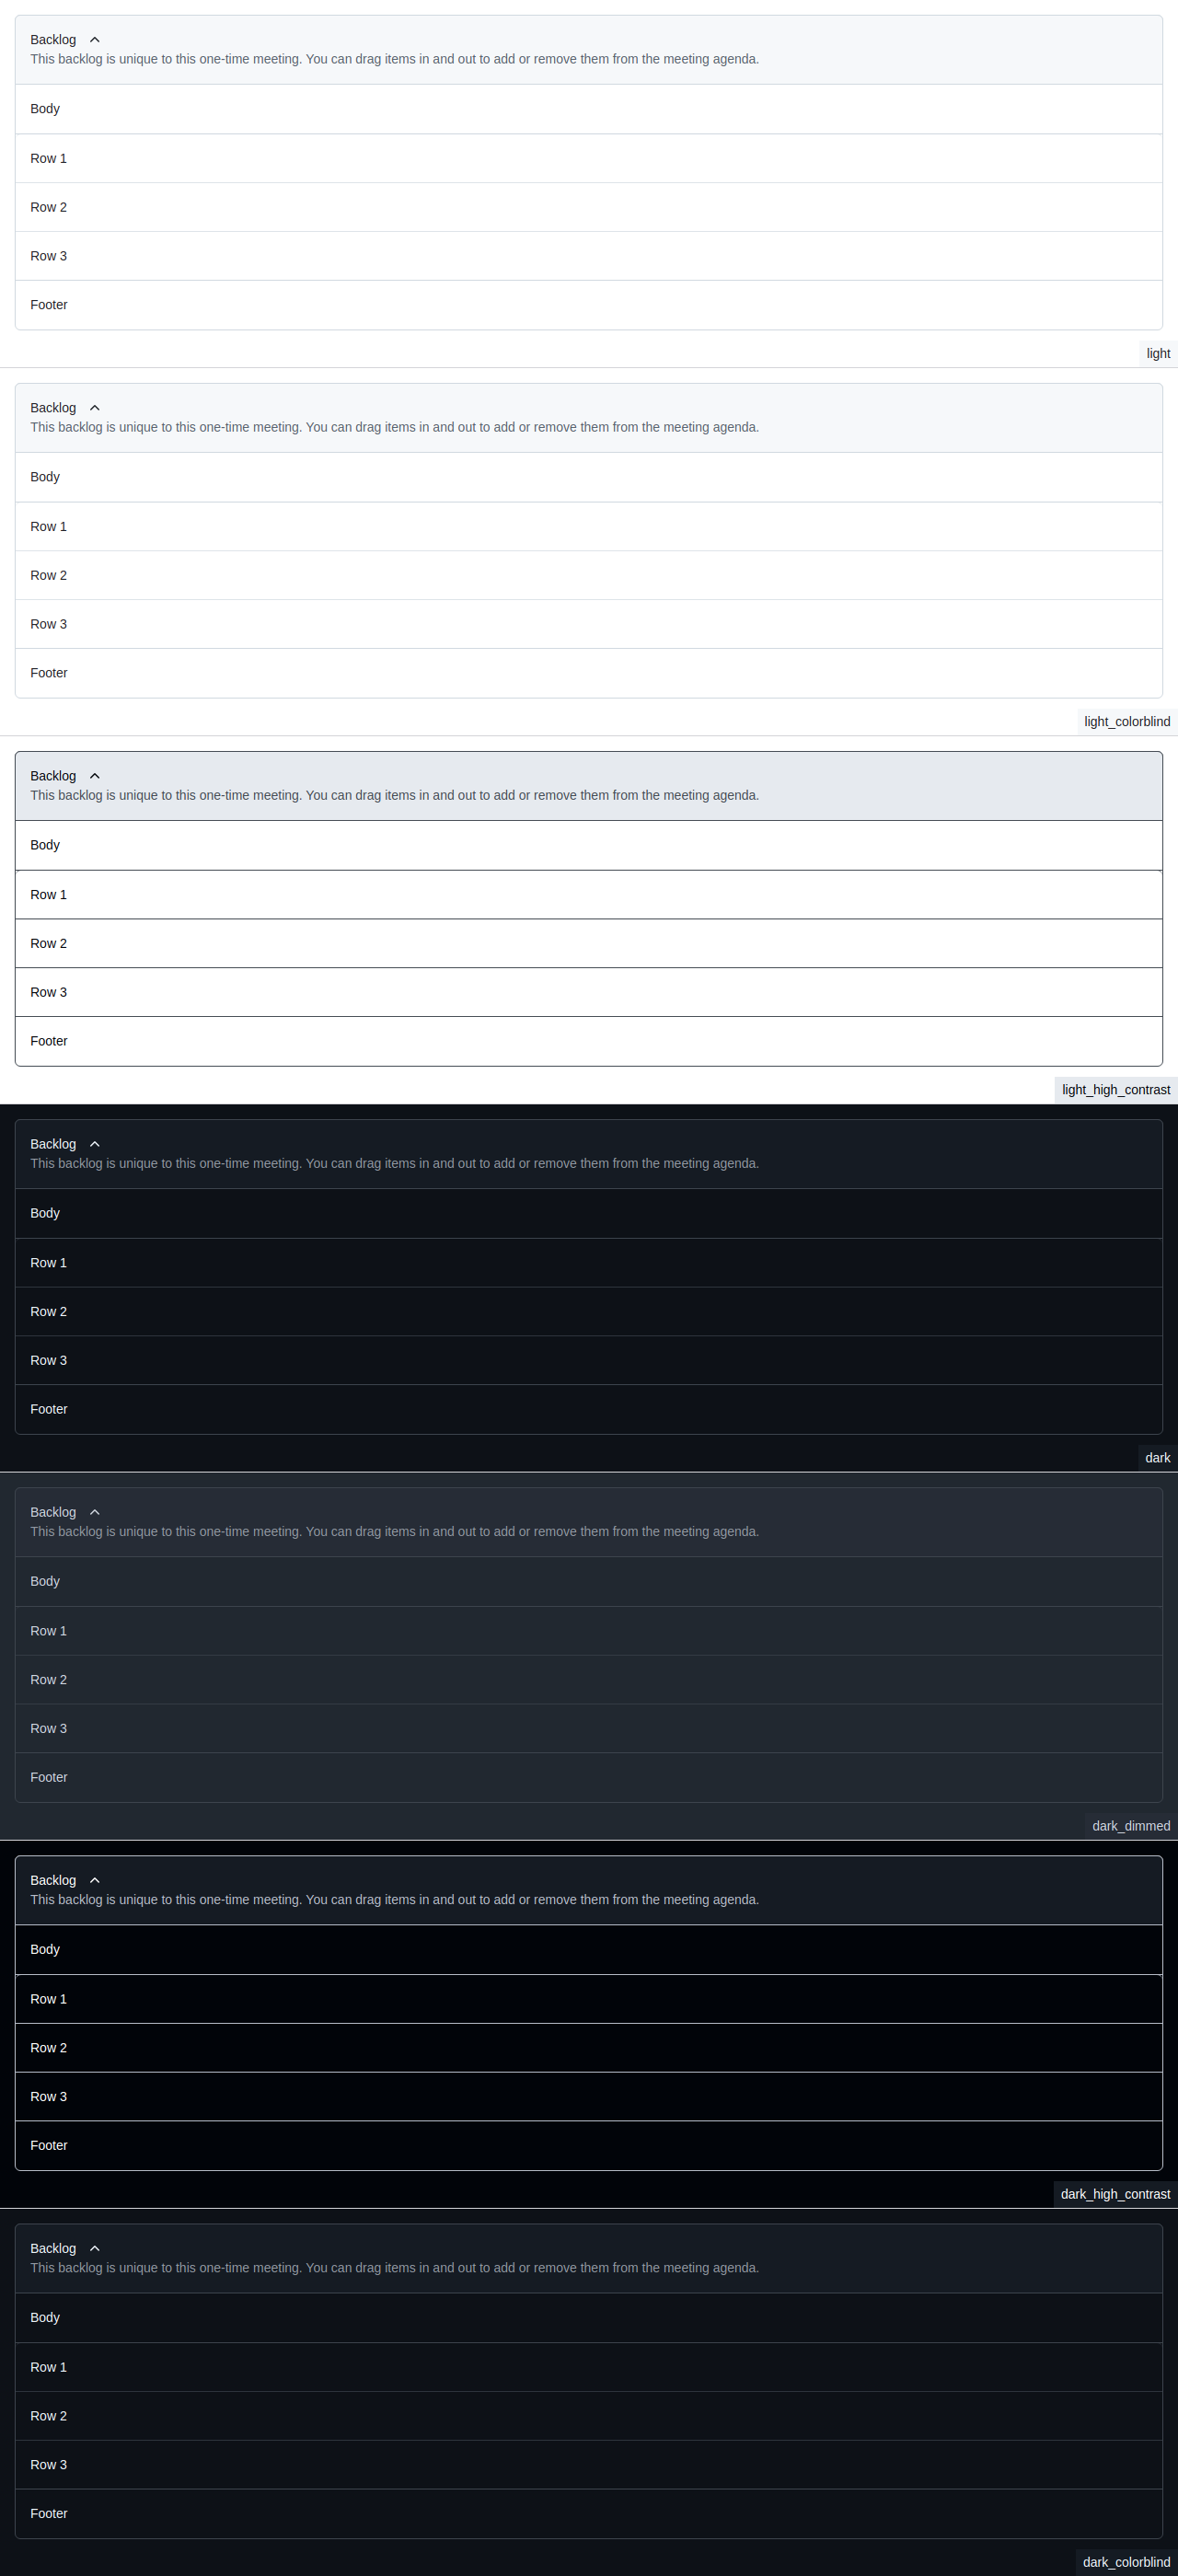 Backlog
This backlog is unique to this one-time meeting. You can drag items in and out to add or remove them from the meeting agenda.
Body
Row 1
Row 2
Row 3
Footer
light
Backlog
This backlog is unique to this one-time meeting. You can drag items in and out to add or remove them from the meeting agenda.
Body
Row 1
Row 2
Row 3
Footer
light_colorblind
Backlog
This backlog is unique to this one-time meeting. You can drag items in and out to add or remove them from the meeting agenda.
Body
Row 1
Row 2
Row 3
Footer
light_high_contrast
Backlog
This backlog is unique to this one-time meeting. You can drag items in and out to add or remove them from the meeting agenda.
Body
Row 1
Row 2
Row 3
Footer
dark
Backlog
This backlog is unique to this one-time meeting. You can drag items in and out to add or remove them from the meeting agenda.
Body
Row 1
Row 2
Row 3
Footer
dark_dimmed
Backlog
This backlog is unique to this one-time meeting. You can drag items in and out to add or remove them from the meeting agenda.
Body
Row 1
Row 2
Row 3
Footer
dark_high_contrast
Backlog
This backlog is unique to this one-time meeting. You can drag items in and out to add or remove them from the meeting agenda.
Body
Row 1
Row 2
Row 3
Footer
dark_colorblind